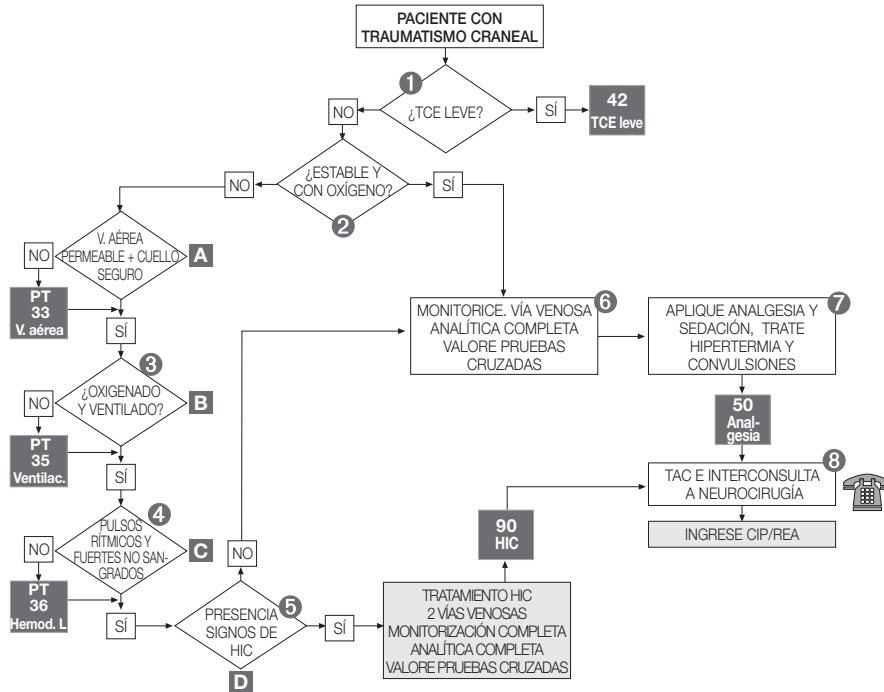 PACIENTE CON
TRAUMATISMO CRANEAL
1
¿TCE LEVE?
NO
SÍ
42
TCE leve
¿ESTABLE Y
CON OXÍGENO?
2
NO
SÍ
V. AÉREA
PERMEABLE + CUELLO
SEGURO
A
NO
PT
33
V. aérea
SÍ
3
¿OXIGENADO
Y VENTILADO?
B
NO
PT
35
Ventilac.
SÍ
4
PULSOS
RÍTMICOS Y
FUERTES NO SAN-
GRADOS
C
NO
PT
36
Hemod. L
SÍ
5
PRESENCIA
SIGNOS DE
HIC
D
NO
SÍ
6
MONITORICE. VÍA VENOSA
ANALÍTICA COMPLETA
VALORE PRUEBAS
CRUZADAS
7
APLIQUE ANALGESIA Y
SEDACIÓN, TRATE
HIPERTERMIA Y
CONVULSIONES
50
Anal-
gesia
8
TAC E INTERCONSULTA
A NEUROCIRUGÍA
INGRESE CIP/REA
90
HIC
TRATAMIENTO HIC
2 VÍAS VENOSAS
MONITORIZACIÓN COMPLETA
ANALÍTICA COMPLETA
VALORE PRUEBAS CRUZADAS